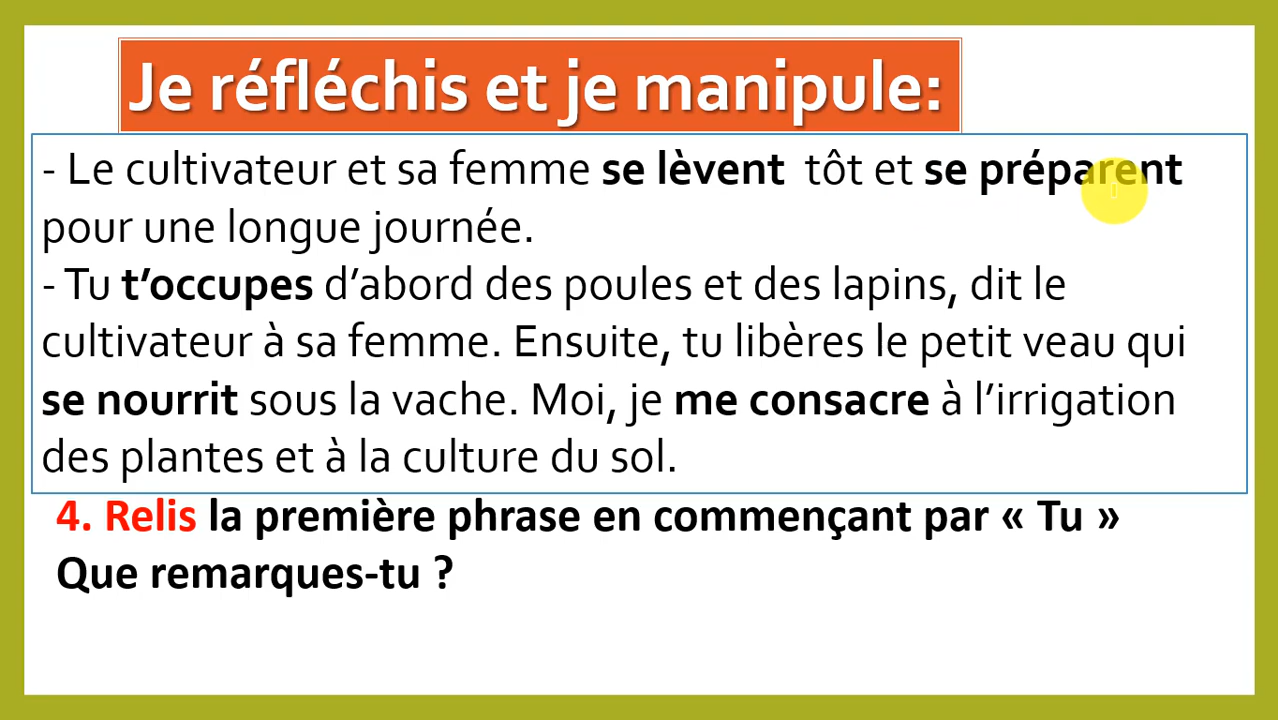 Je réfléchis et je manipule:
- Le cultivateur et sa femme se lèvent tôt et se préparent
pour une longue journée.
- Tu t’occupes d’abord des poules et des lapins, dit le
cultivateur à sa femme. Ensuite, tu libères le petit veau qui
se nourrit sous la vache. Moi, je me consacre à l’irrigation
des plantes et à la culture du sol.
4. Relis la première phrase en commençant par « Tu »
Que remarques-tu ?